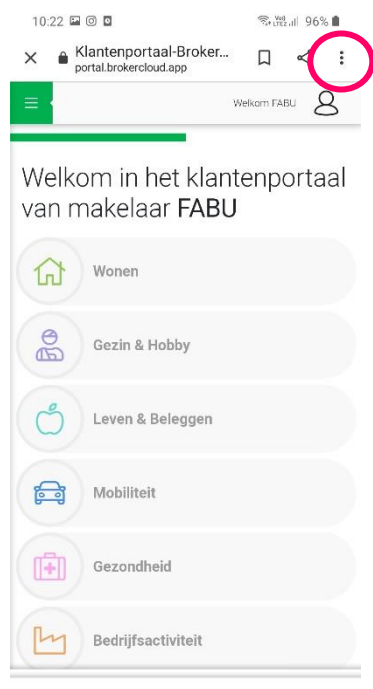 10:22 96%
Klantenportaal-Broker...
portal.brokercloud.app
Welkom FABU
Welkom in het klantenportaal
van makelaar FABU
Wonen
Gezin & Hobby
Leven & Beleggen
Mobiliteit
Gezondheid
Bedrijfsactiviteit